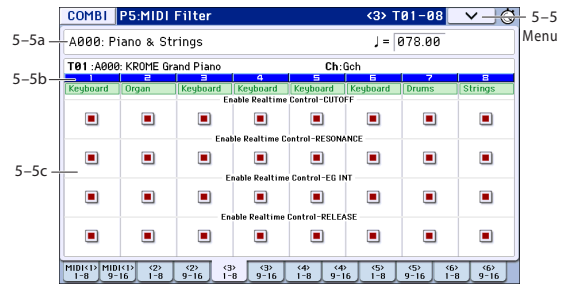 COMBI P5:MIDI Filter <3> T01-08 5-5
Menu
5-5a A000: Piano & Strings ♩= 078.00
T01 :A000: KROME Grand Piano Ch:Gch
5-5b 1 2 3 4 5 6 7 8
Keyboard Organ Keyboard Keyboard Keyboard Keyboard Drums Strings
Enable Realtime Control-CUTOFF
Enable Realtime Control-RESONANCE
5-5c
Enable Realtime Control-EG INT
Enable Realtime Control-RELEASE
MIDI<1> MIDI<1> <2> <2> <3> <3> <4> <4> <5> <5> <6> <6>
1-8 9-16 1-8 9-16 1-8 9-16 1-8 9-16 1-8 9-16 1-8 9-16